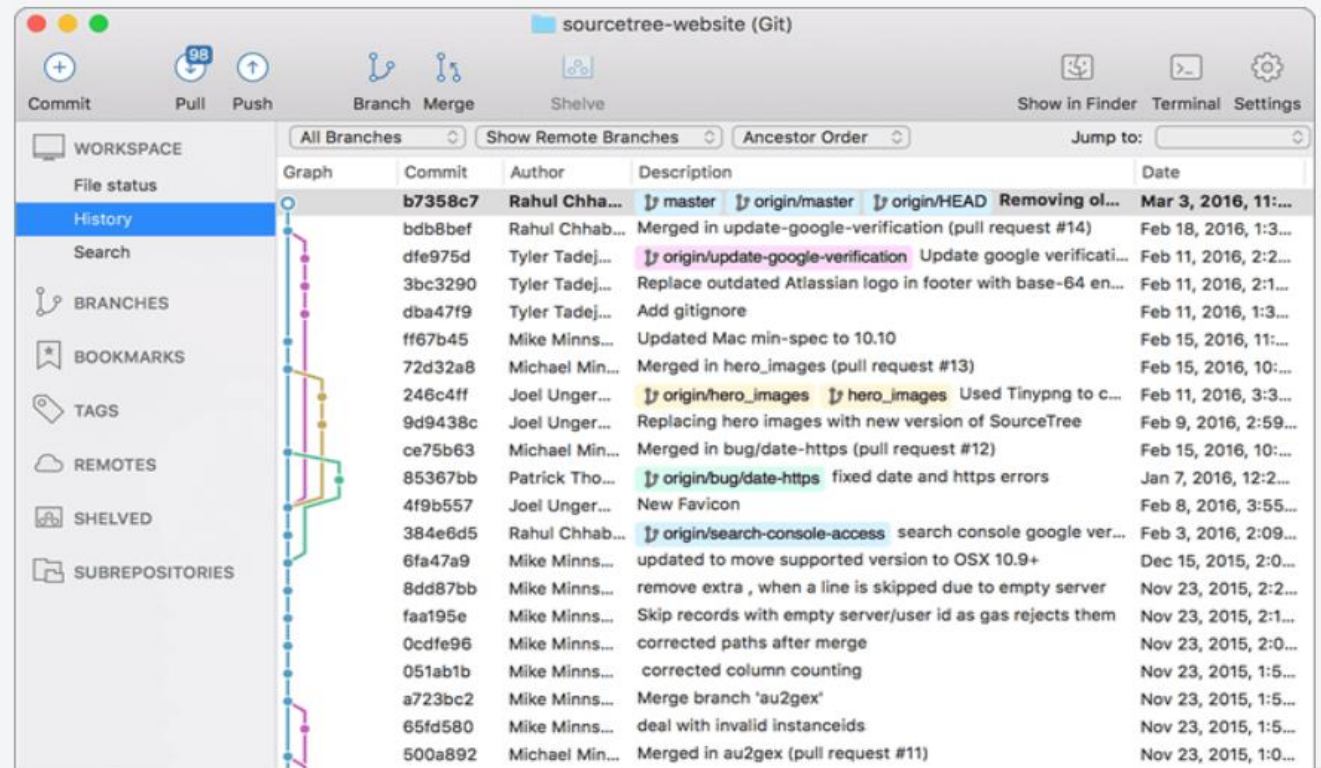 sourcetree-website (Git)
98
Commit Pull Push Branch Merge Shelve Show in Finder Terminal Settings
WORKSPACE
File status
History
Search
BRANCHES
BOOKMARKS
TAGS
REMOTES
SHELVED
SUBREPOSITORIES
All Branches Show Remote Branches Ancestor Order Jump to:
Graph Commit Author Description Date
b7358c7 Rahul Chha... master origin/master origin/HEAD Removing ol... Mar 3, 2016, 11:...
bdb8bef Rahul Chhab... Merged in update-google-verification (pull request #14) Feb 18, 2016, 1:3...
dfe975d Tyler Tadej... origin/update-google-verification Update google verificati... Feb 11, 2016, 2:2...
3bc3290 Tyler Tadej... Replace outdated Atlassian logo in footer with base-64 en... Feb 11, 2016, 2:1...
dba47f9 Tyler Tadej... Add gitignore Feb 11, 2016, 1:3...
ff67b45 Mike Minns... Updated Mac min-spec to 10.10 Feb 15, 2016, 11:...
72d32a8 Michael Min... Merged in hero_images (pull request #13) Feb 15, 2016, 10:...
246c4ff Joel Unger... origin/hero_images hero_images Used Tinypng to c... Feb 11, 2016, 3:3...
9d9438c Joel Unger... Replacing hero images with new version of SourceTree Feb 9, 2016, 2:59...
ce75b63 Michael Min... Merged in bug/date-https (pull request #12) Feb 15, 2016, 10:...
85367bb Patrick Tho... origin/bug/date-https fixed date and https errors Jan 7, 2016, 12:2...
4f9b557 Joel Unger... New Favicon Feb 8, 2016, 3:55...
384e6d5 Rahul Chhab... origin/search-console-access search console google ver... Feb 3, 2016, 2:09...
6fa47a9 Mike Minns... updated to move supported version to OSX 10.9+ Dec 15, 2015, 2:0...
8dd87bb Mike Minns... remove extra , when a line is skipped due to empty server Nov 23, 2015, 2:2...
faa195e Mike Minns... Skip records with empty server/user id as gas rejects them Nov 23, 2015, 2:1...
0cdfe96 Mike Minns... corrected paths after merge Nov 23, 2015, 2:0...
051ab1b Mike Minns... corrected column counting Nov 23, 2015, 1:5...
a723bc2 Mike Minns... Merge branch 'au2gex' Nov 23, 2015, 1:5...
65fd580 Mike Minns... deal with invalid instanceids Nov 23, 2015, 1:5...
500a892 Michael Min... Merged in au2gex (pull request #11) Nov 23, 2015, 1:0...